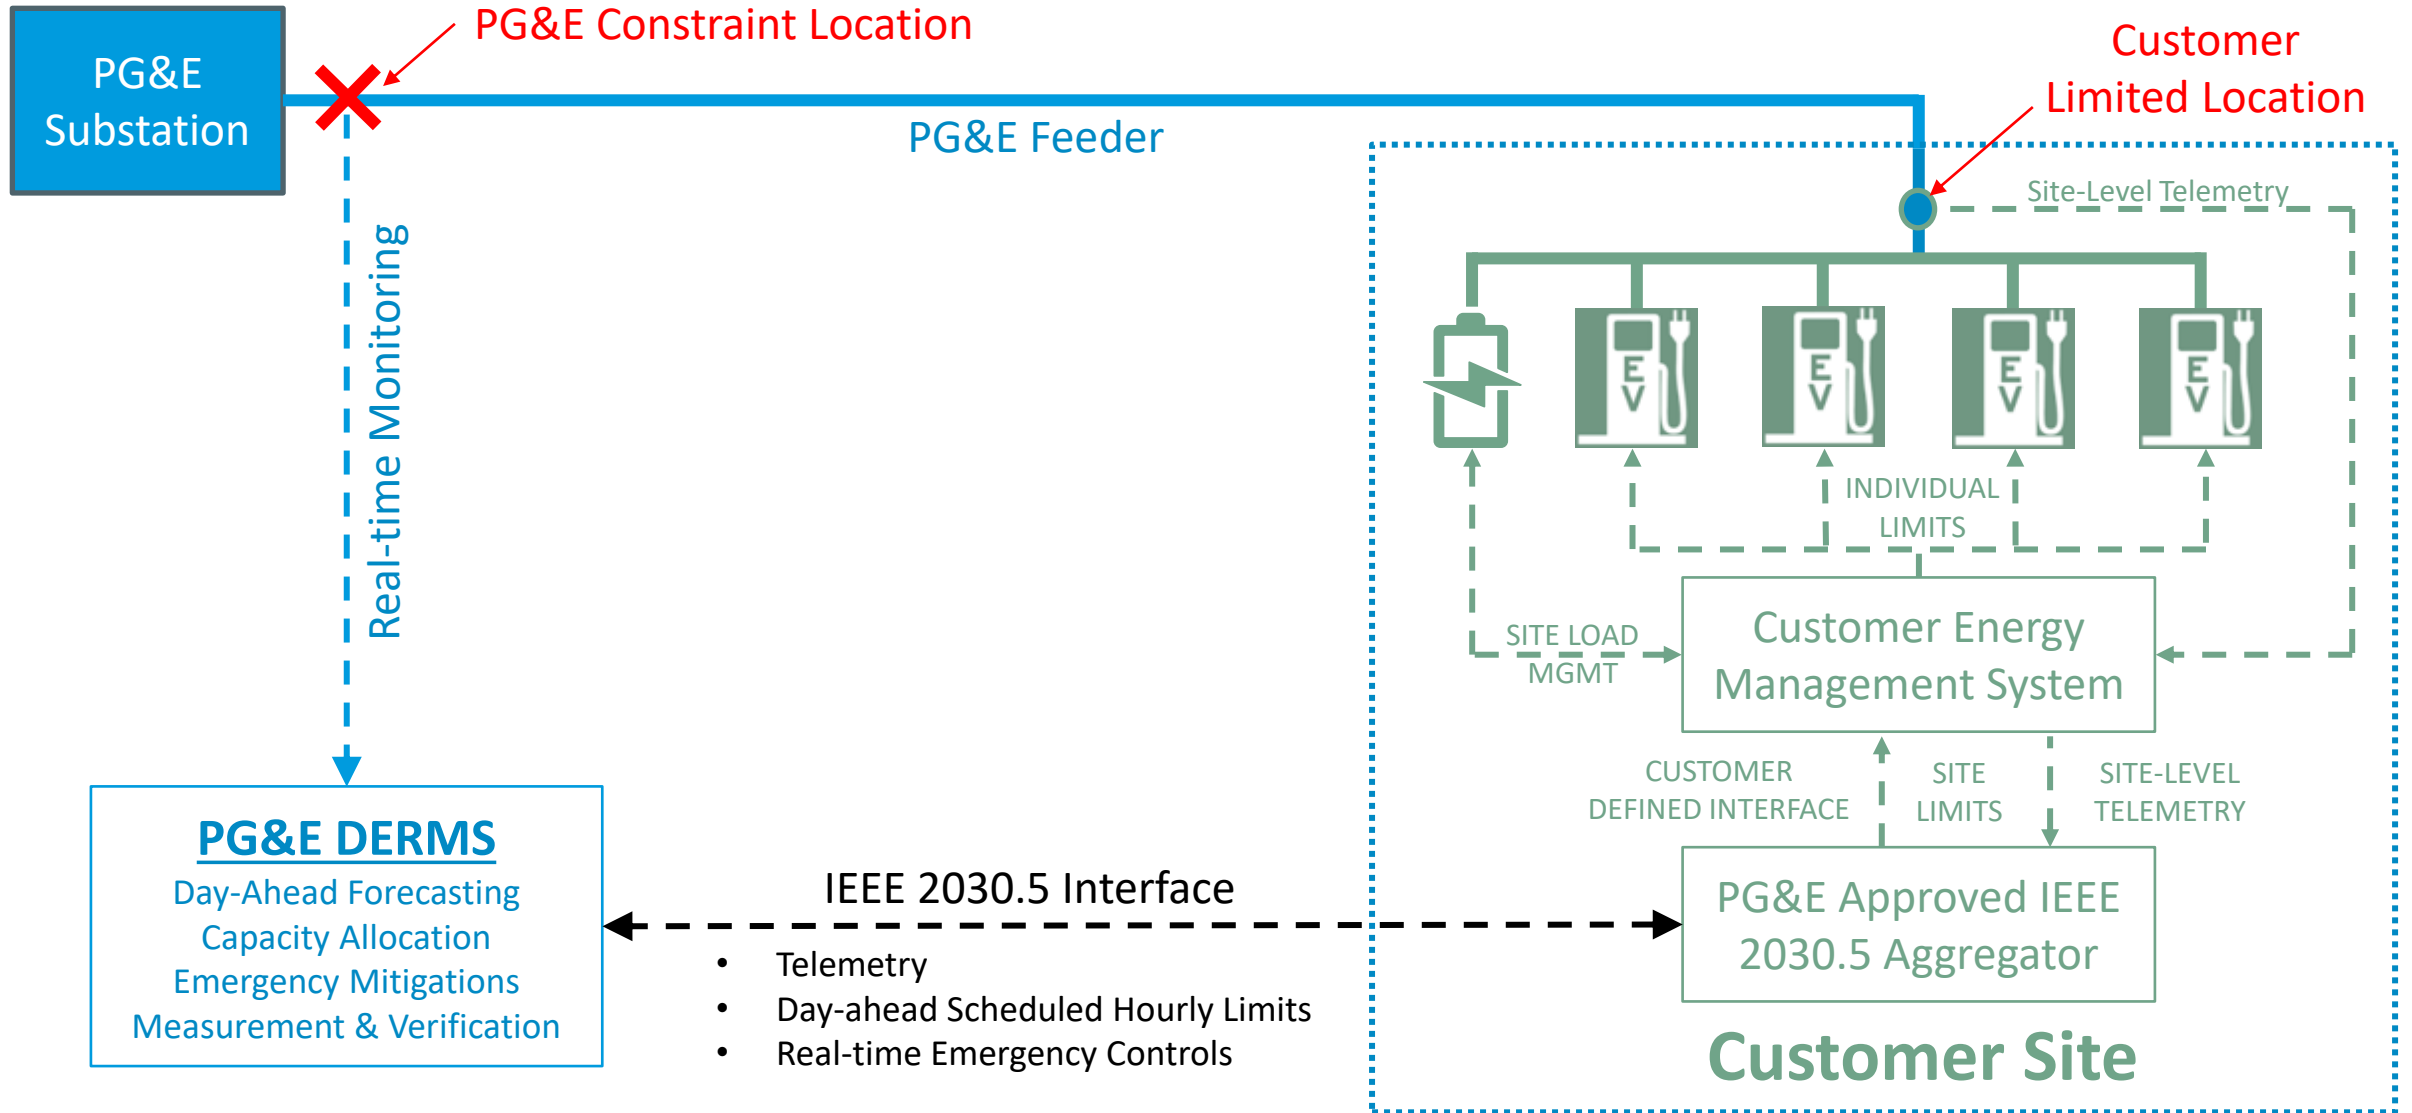 PG&E Constraint Location
PG&E
Substation
Customer
Limited Location
PG&E Feeder
Site-Level Telemetry
Real-time Monitoring
E
V
E
V
E
V
E
V
INDIVIDUAL
LIMITS
SITE LOAD
MGMT
Customer Energy
Management System
CUSTOMER
DEFINED INTERFACE
SITE
LIMITS
SITE-LEVEL
TELEMETRY
PG&E DERMS
Day-Ahead Forecasting
Capacity Allocation
Emergency Mitigations
Measurement & Verification
IEEE 2030.5 Interface
• Telemetry
• Day-ahead Scheduled Hourly Limits
• Real-time Emergency Controls
PG&E Approved IEEE
2030.5 Aggregator
Customer Site